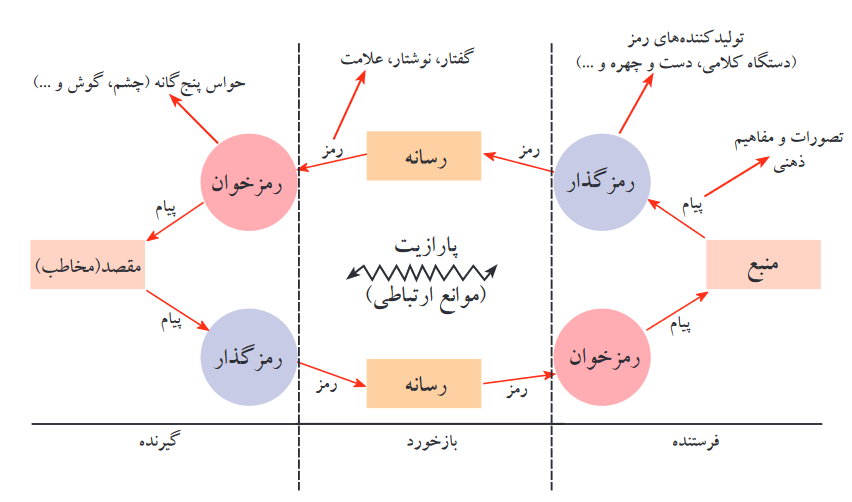 تولیدکننده‌های رمز
(دستگاه کلامی، دست و چهره و ...)
گفتار، نوشتار، علامت
حواس پنج‌گانه (چشم، گوش و ...)
تصورات و مفاهیم
ذهنی
رمزگذار
رمز
رسانه
رمز
رمزخوان
پیام
پیام
منبع
پارازیت
(موانع ارتباطی)
مقصد(مخاطب)
پیام
پیام
رمزخوان
رمز
رسانه
رمز
رمزگذار
فرستنده
بازخورد
گیرنده